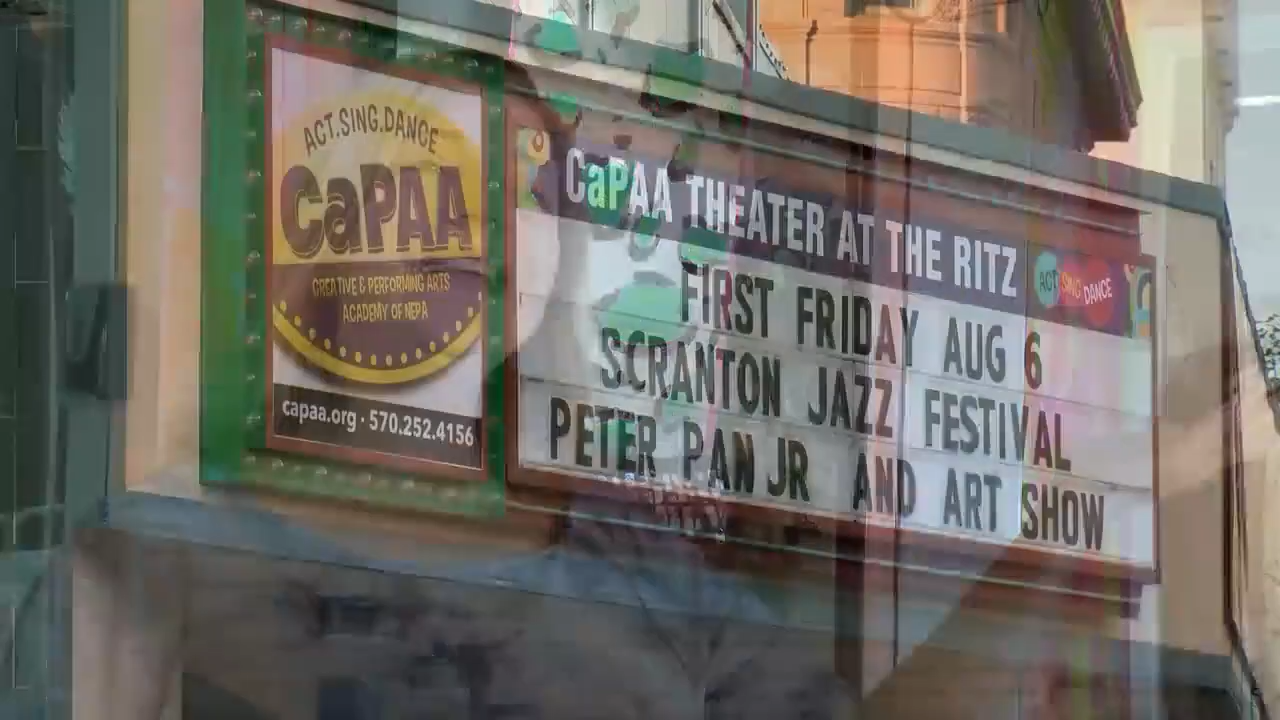 ACT.SING.DANCE
CaPAA
CREATIVE & PERFORMING ARTS
ACADEMY OF NEPA
capaa.org · 570.252.4156
CaPAA THEATER AT THE RITZ
ACT SING DANCE
FIRST FRIDAY AUG 6
SCRANTON JAZZ FESTIVAL
PETER PAN JR AND ART SHOW